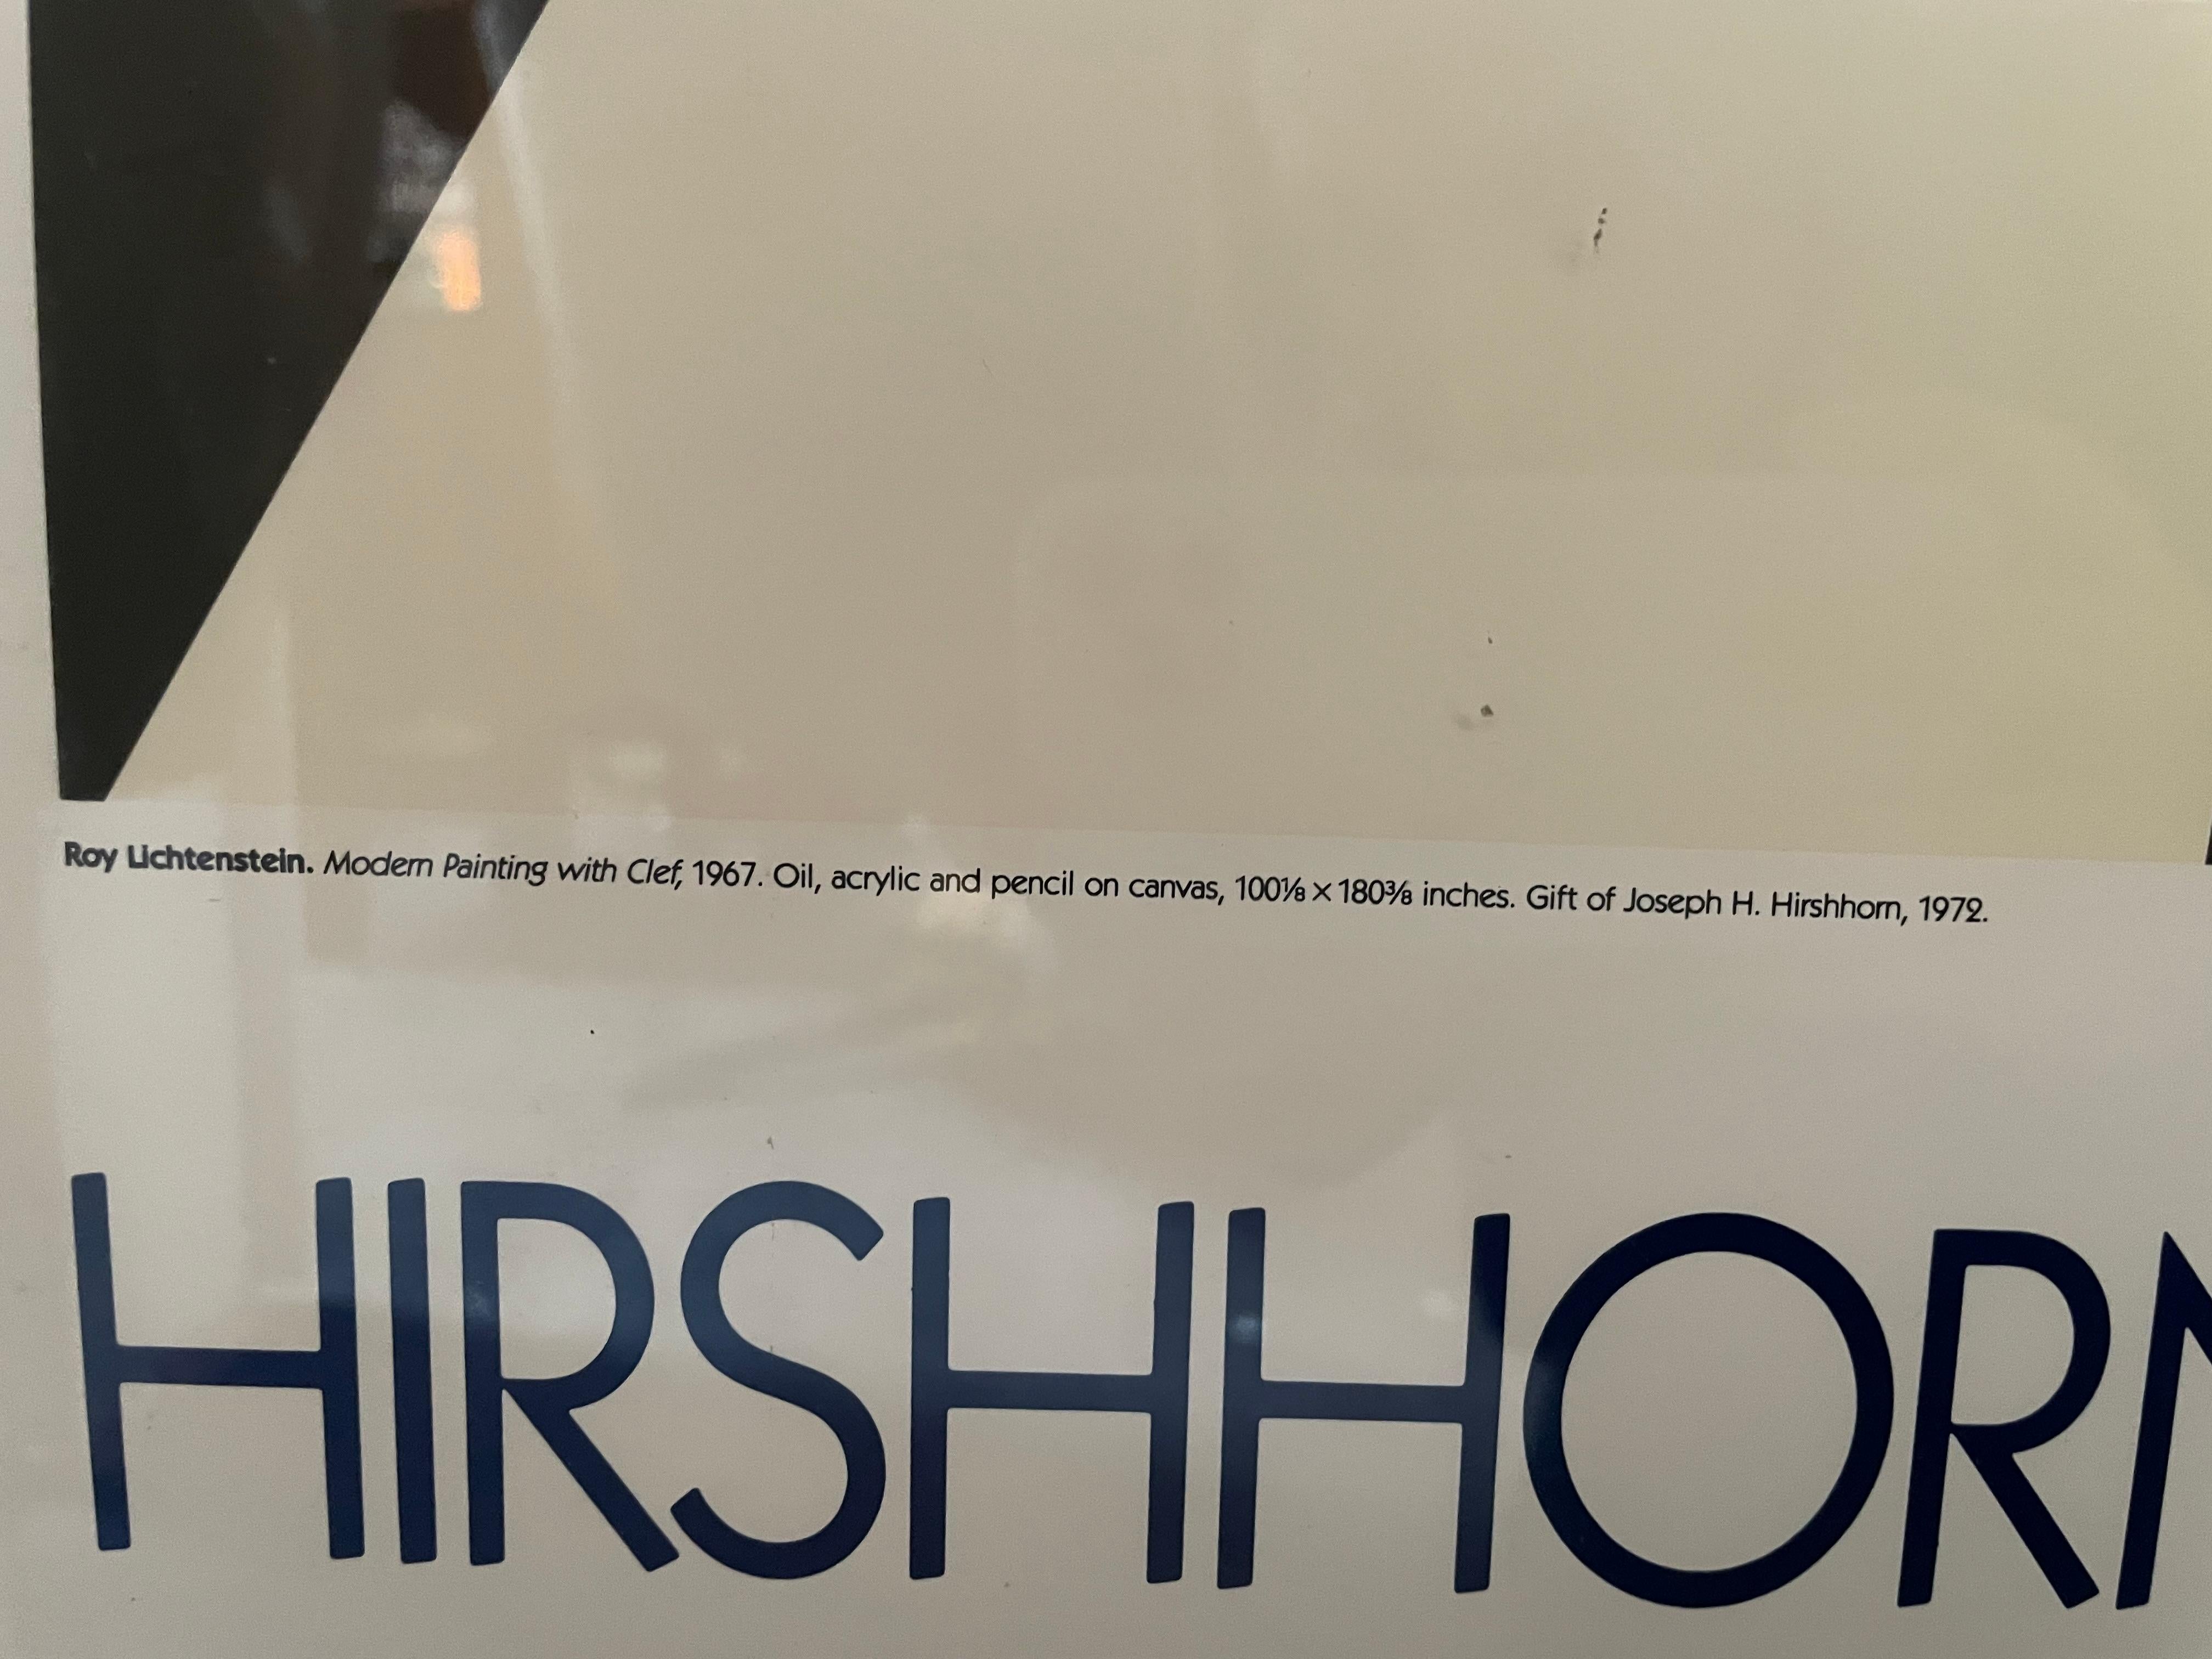 Roy Lichtenstein. Modern Painting with Clef, 1967. Oil, acrylic and pencil on canvas, 100⅛ × 180⅜ inches. Gift of Joseph H. Hirshhorn, 1972.
HIRSHHORN